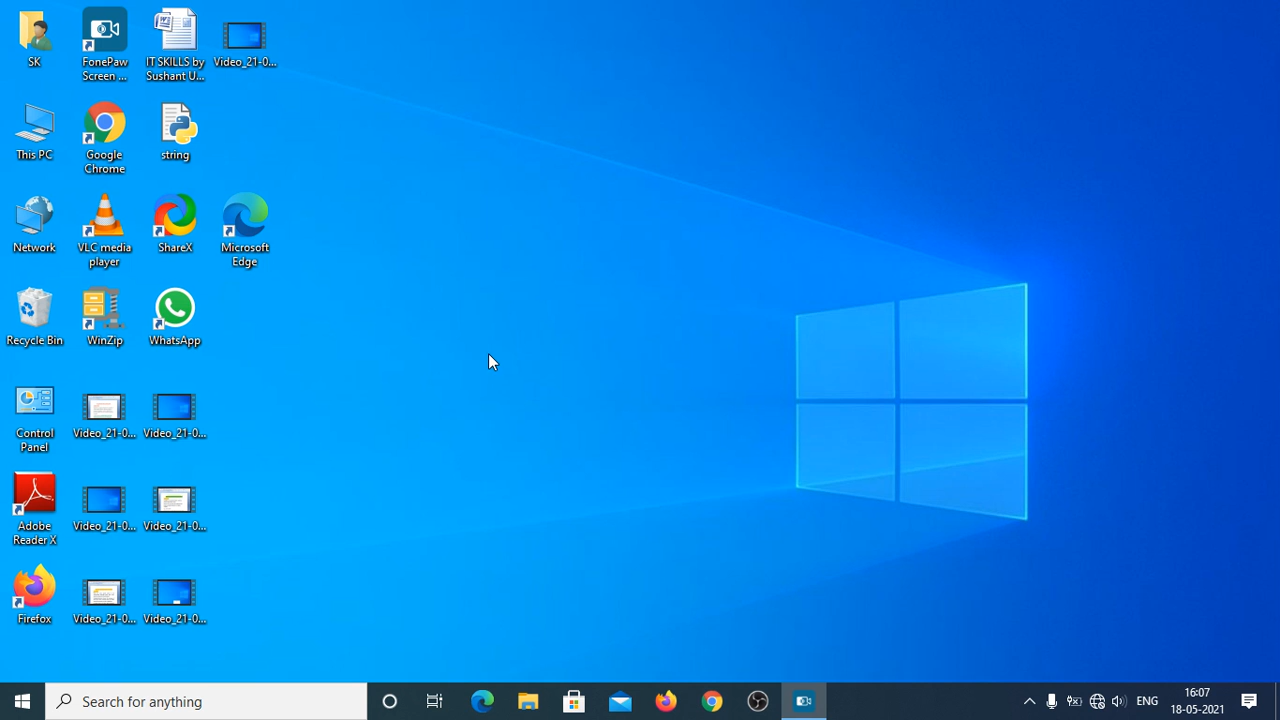 SK
FonePaw
Screen ...
IT SKILLS by
Sushant U...
Video_21-0...
This PC
Google
Chrome
string
Network
VLC media
player
ShareX
Microsoft
Edge
Recycle Bin
WinZip
WhatsApp
Control
Panel
Video_21-0...
Video_21-0...
Adobe
Reader X
Video_21-0...
Video_21-0...
Firefox
Video_21-0...
Video_21-0...
Search for anything
ENG
16:07
18-05-2021